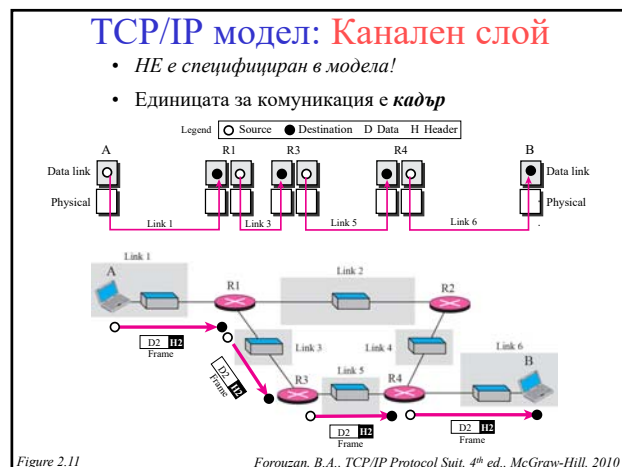 TCP/IP модел: Канален слой
• НЕ е специфициран в модела!
• Единицата за комуникация е кадър
Legend Source Destination D Data H Header
A R1 R3 R4 B
Data link Data link
Physical Physical
Link 1 Link 3 Link 5 Link 6
Link 1
A
R1
Link 2
R2
D2 H2
Frame
Link 3
Link 4
Link 6
B
D2 H2
Frame
R3
Link 5
R4
D2 H2
Frame
D2 H2
Frame
Figure 2.11
Forouzan, B.A., TCP/IP Protocol Suit, 4th ed., McGraw-Hill, 2010